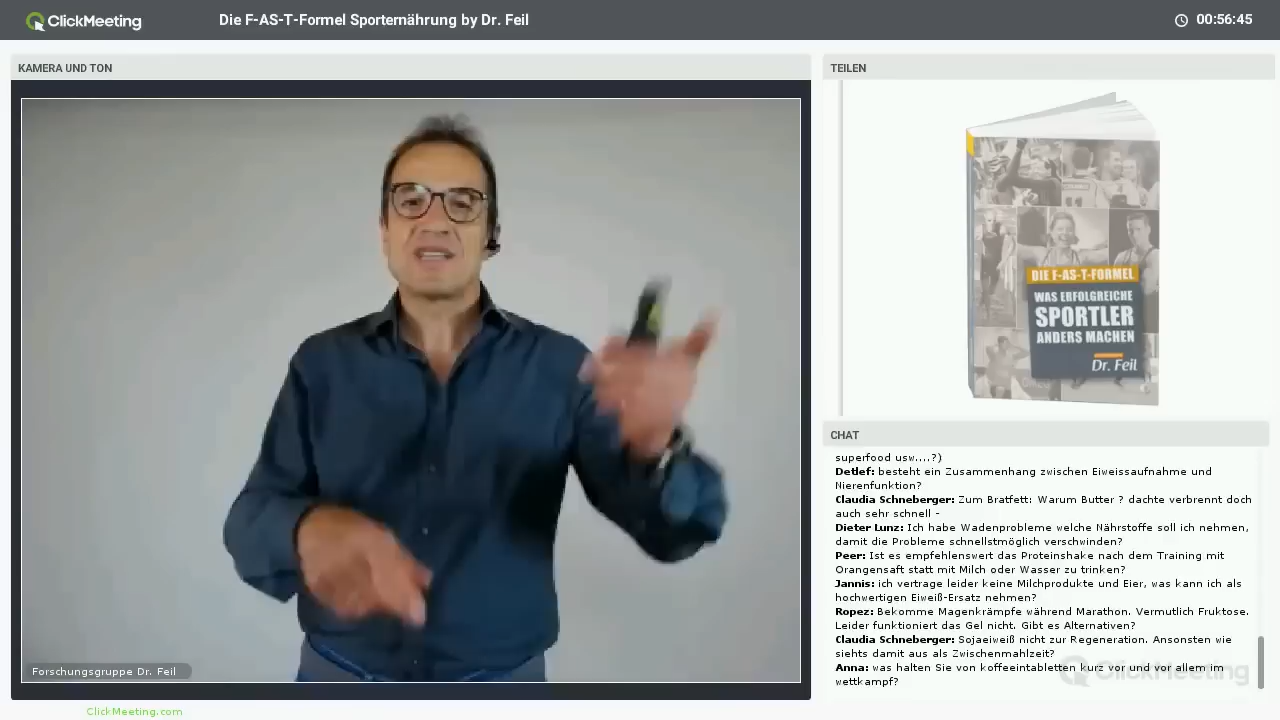 ClickMeeting
Die F-AS-T-Formel Sporternährung by Dr. Feil
00:56:45
KAMERA UND TON
Forschungsgruppe Dr. Feil
ClickMeeting.com
TEILEN
DIE F-AS-T-FORMEL
WAS ERFOLGREICHE
SPORTLER
ANDERS MACHEN
Dr. Feil
CHAT
superfood usw....?)
Detlef: besteht ein Zusammenhang zwischen Eiweissaufnahme und
Nierenfunktion?
Claudia Schneberger: Zum Bratfett: Warum Butter ? dachte verbrennt doch
auch sehr schnell -
Dieter Lunz: Ich habe Wadenprobleme welche Nährstoffe soll ich nehmen,
damit die Probleme schnellstmöglich verschwinden?
Peer: Ist es empfehlenswert das Proteinshake nach dem Training mit
Orangensaft statt mit Milch oder Wasser zu trinken?
Jannis: ich vertrage leider keine Milchprodukte und Eier, was kann ich als
hochwertigen Eiweiß-Ersatz nehmen?
Ropez: Bekomme Magenkrämpfe während Marathon. Vermutlich Fruktose.
Leider funktioniert das Gel nicht. Gibt es Alternativen?
Claudia Schneberger: Sojaeiweiß nicht zur Regeneration. Ansonsten wie
siehts damit aus als Zwischenmahlzeit?
Anna: was halten Sie von koffeeintabletten kurz vor und vor allem im
wettkampf?
ClickMeeting